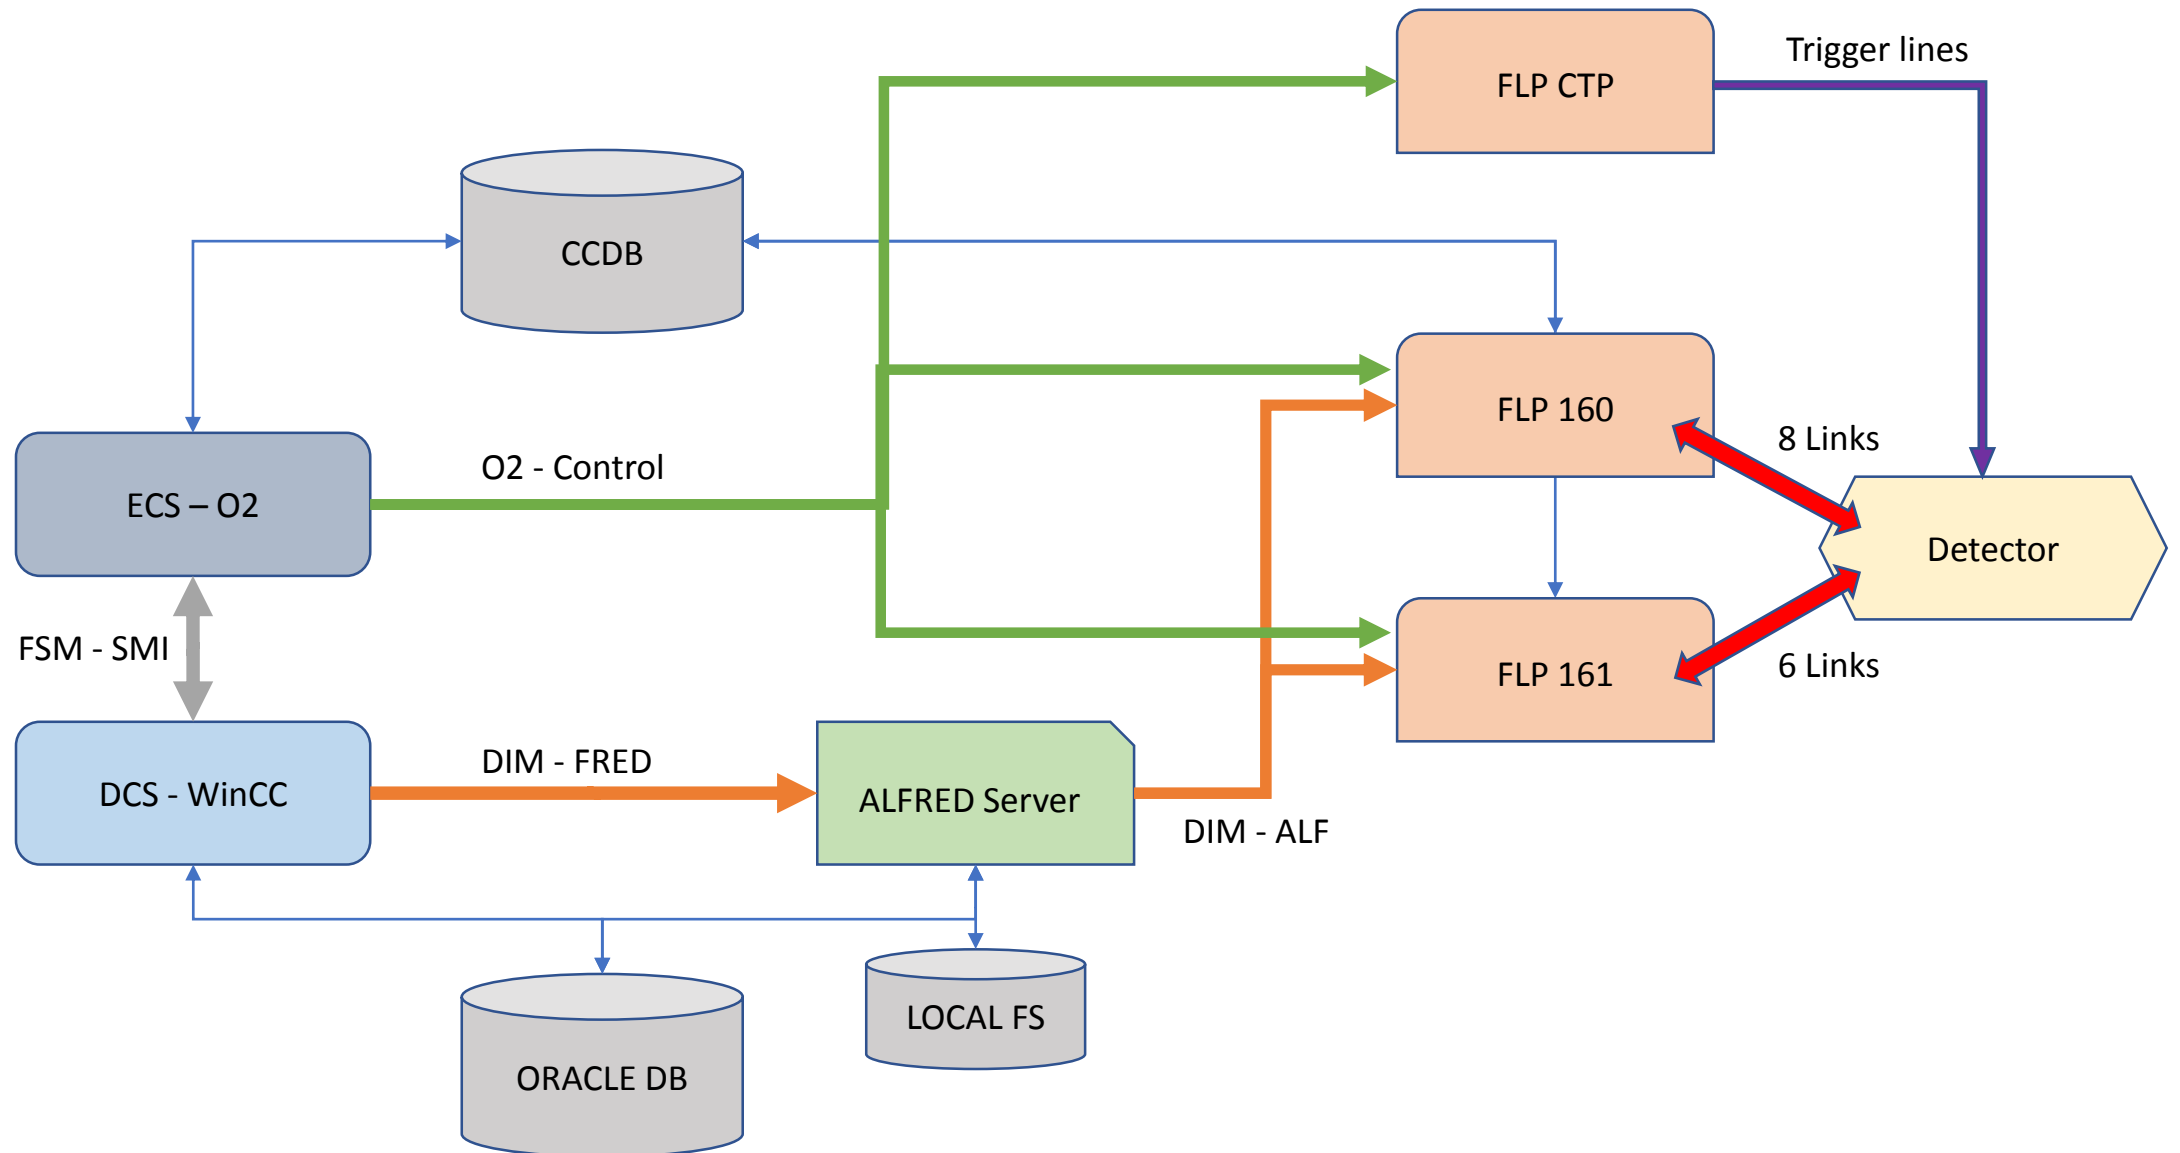 Trigger lines
FLP CTP
CCDB
FLP 160
8 Links
O2 - Control
ECS – O2
Detector
FSM - SMI
6 Links
FLP 161
DIM - FRED
DCS - WinCC
ALFRED Server
DIM - ALF
LOCAL FS
ORACLE DB